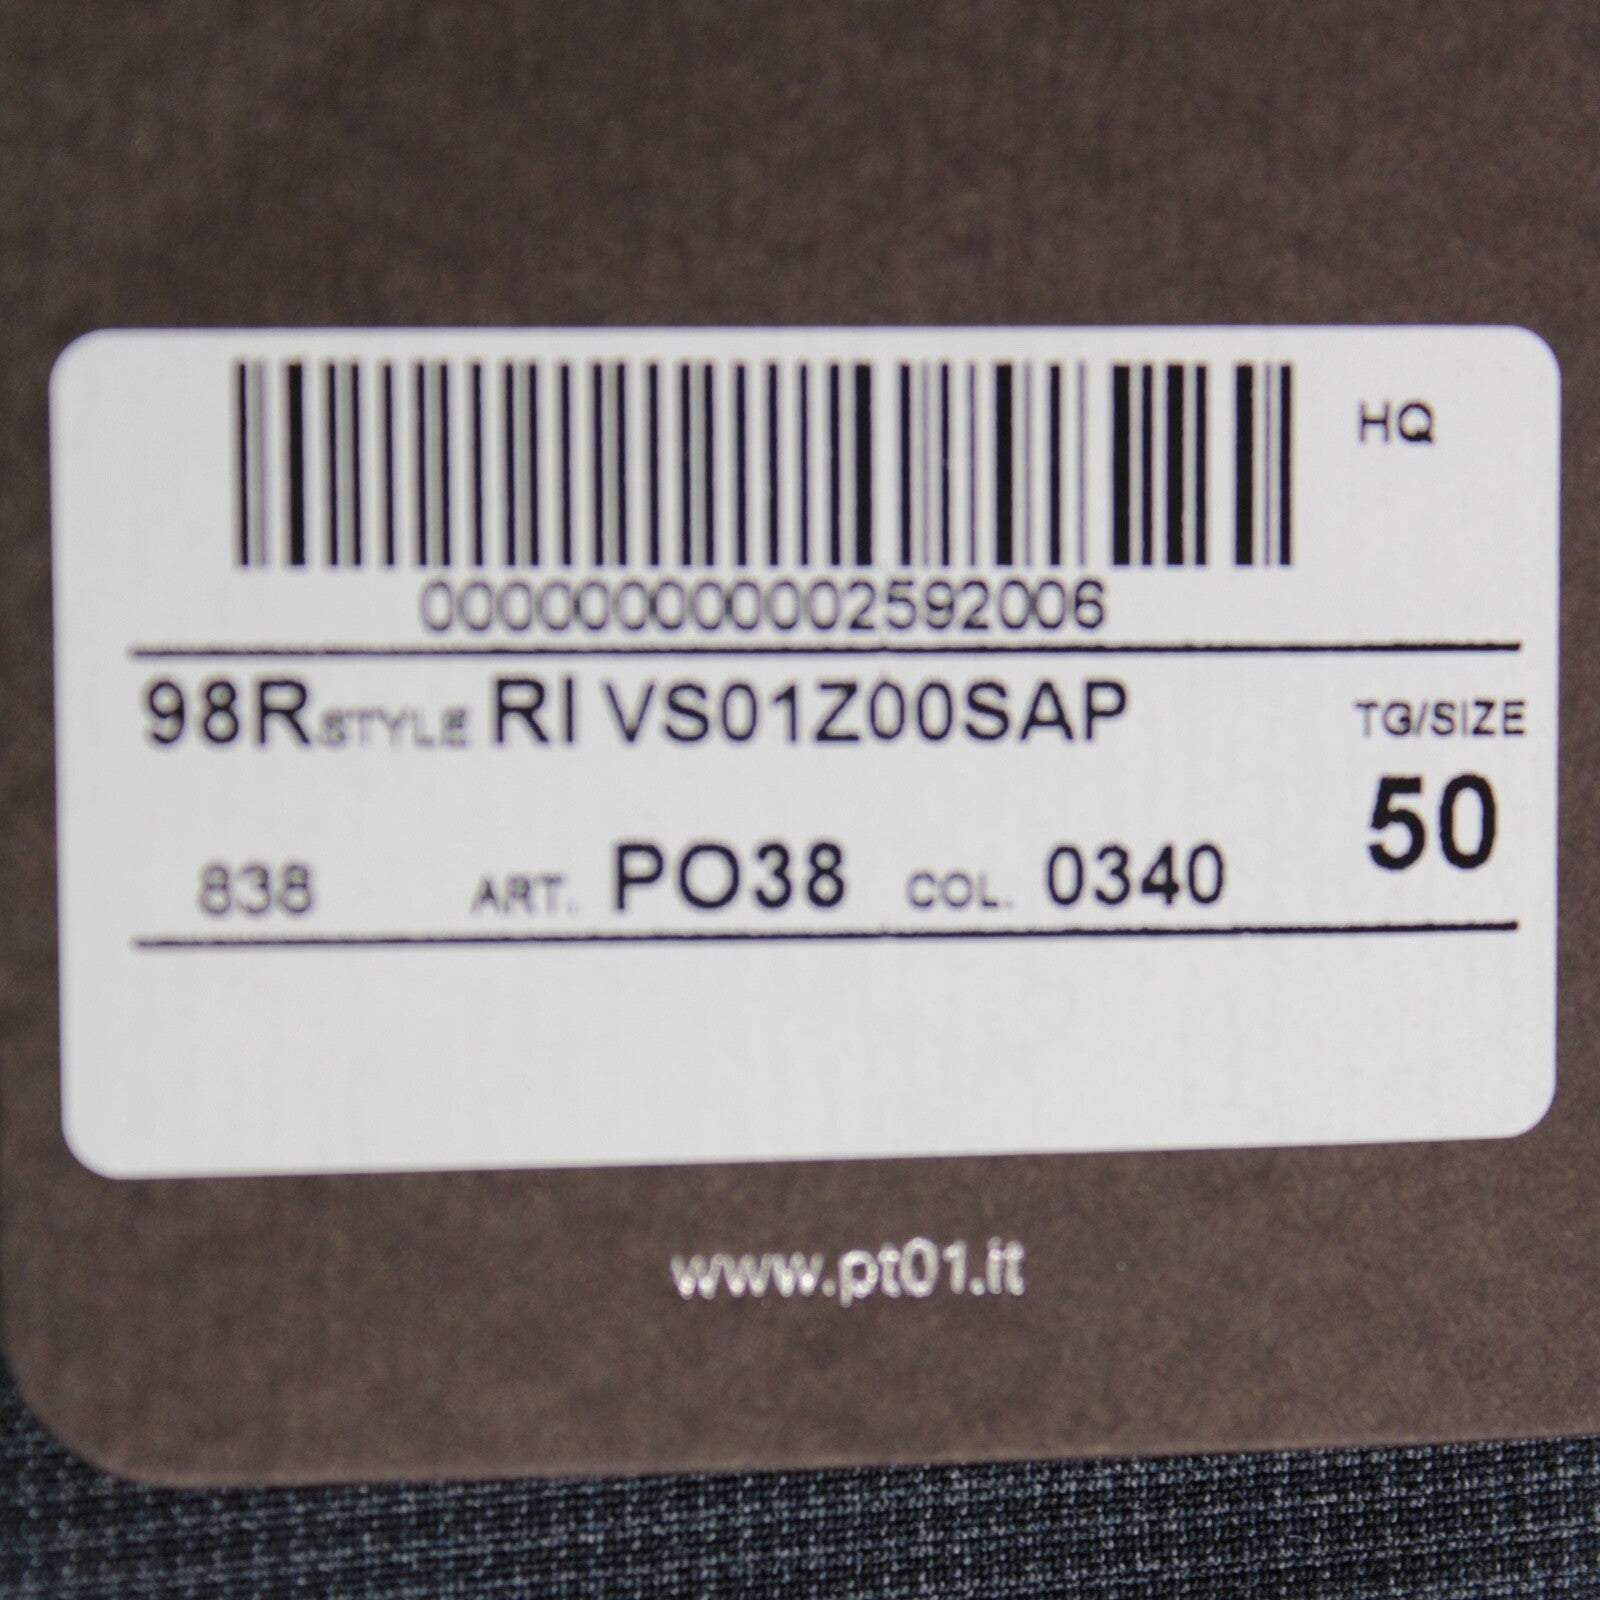 HQ
0000000000002592006
98R STYLE RI VS01Z00SAP TG/SIZE
50
838 ART. PO38 COL. 0340
www.pt01.it